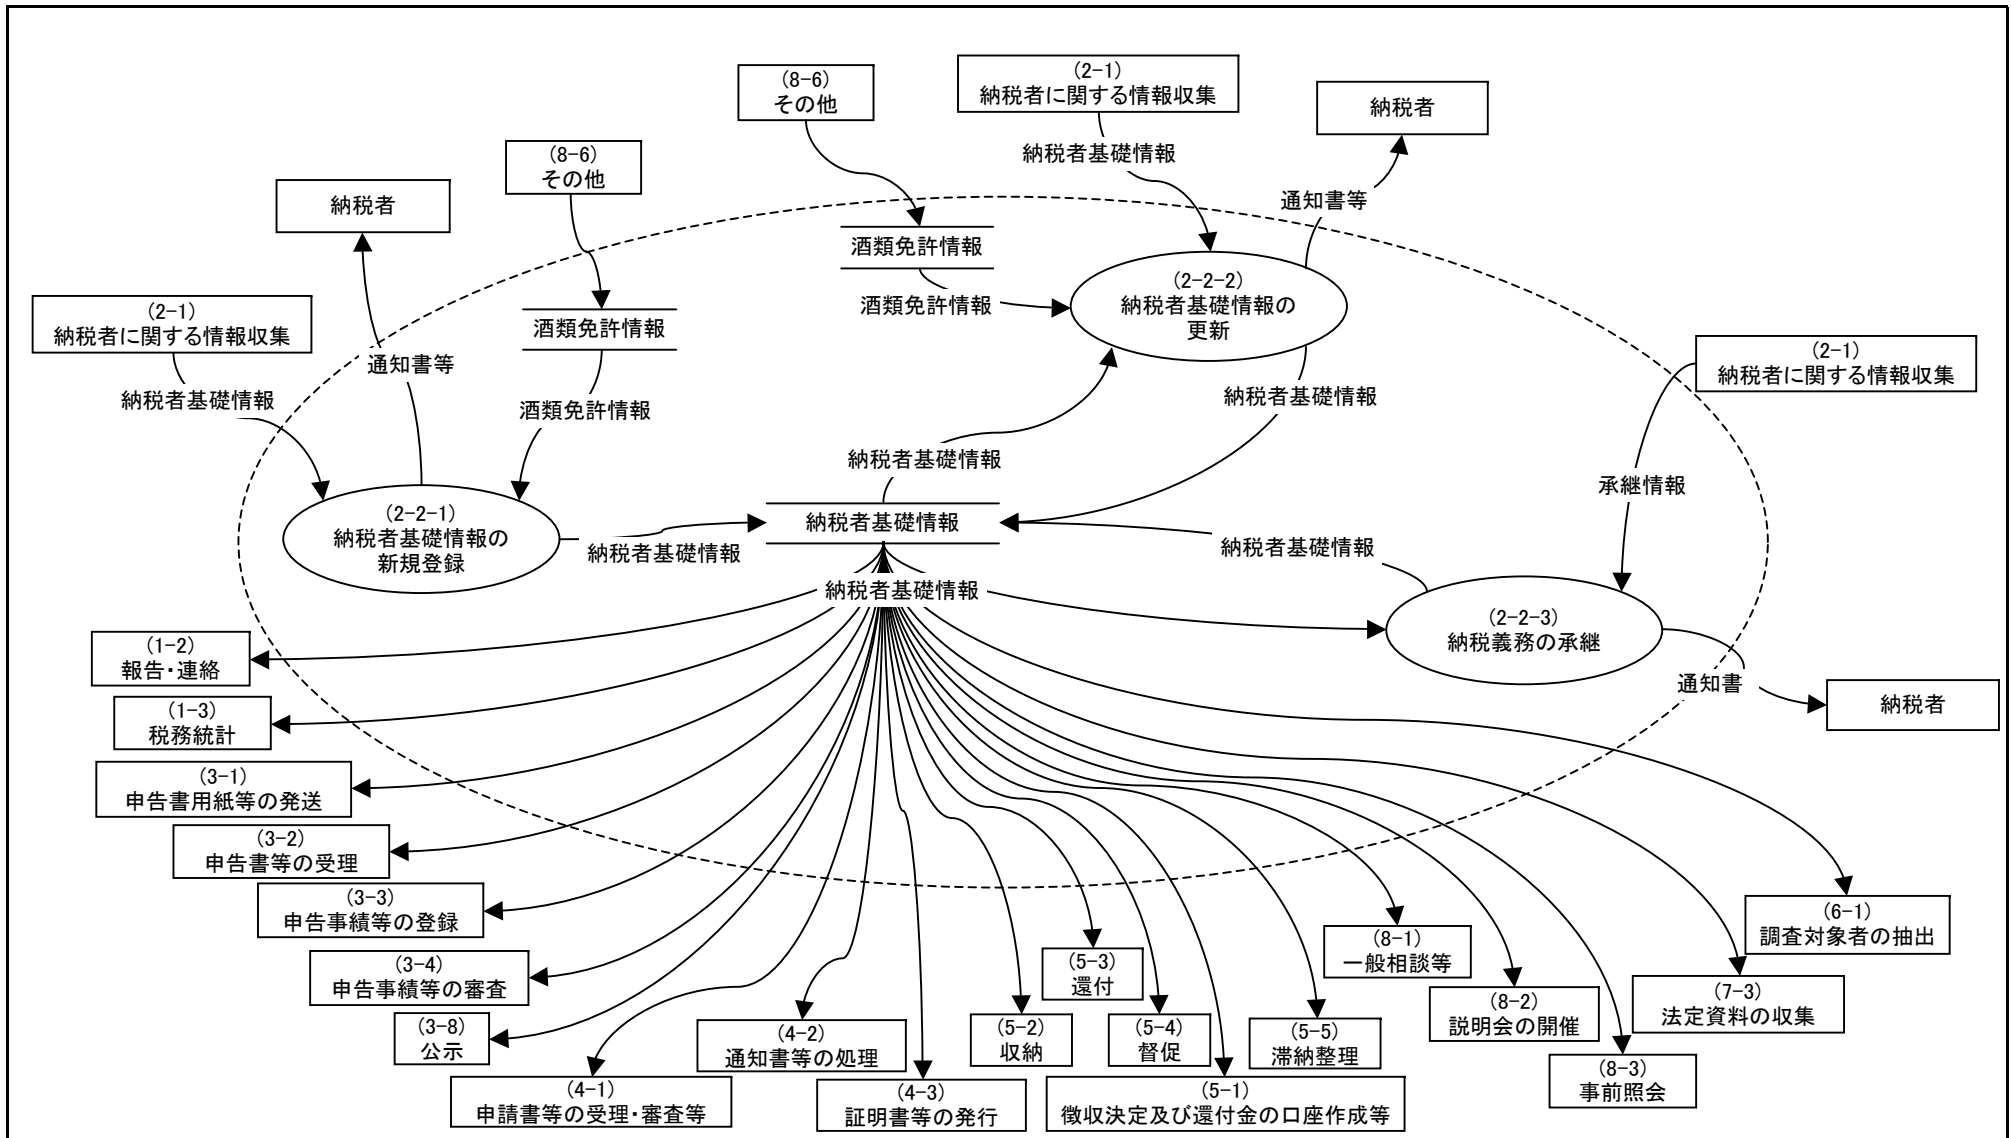 (8-6)
その他
(2-1)
納税者に関する情報収集
納税者
納税者基礎情報
(8-6)
その他
納税者
通知書等
酒類免許情報
(2-2-2)
納税者基礎情報の
更新
酒類免許情報
(2-1)
納税者に関する情報収集
酒類免許情報
通知書等
(2-1)
納税者に関する情報収集
納税者基礎情報
酒類免許情報
納税者基礎情報
納税者基礎情報
承継情報
(2-2-1)
納税者基礎情報の
新規登録
納税者基礎情報
納税者基礎情報
納税者基礎情報
納税者基礎情報
(2-2-3)
納税義務の承継
(1-2)
報告・連絡
通知書
納税者
(1-3)
税務統計
(3-1)
申告書用紙等の発送
(3-2)
申告書等の受理
(3-3)
申告事績等の登録
(3-4)
申告事績等の審査
(3-8)
公示
(4-1)
申請書等の受理・審査等
(4-2)
通知書等の処理
(4-3)
証明書等の発行
(5-2)
収納
(5-3)
還付
(5-4)
督促
(5-1)
徴収決定及び還付金の口座作成等
(5-5)
滞納整理
(8-1)
一般相談等
(8-2)
説明会の開催
(8-3)
事前照会
(7-3)
法定資料の収集
(6-1)
調査対象者の抽出